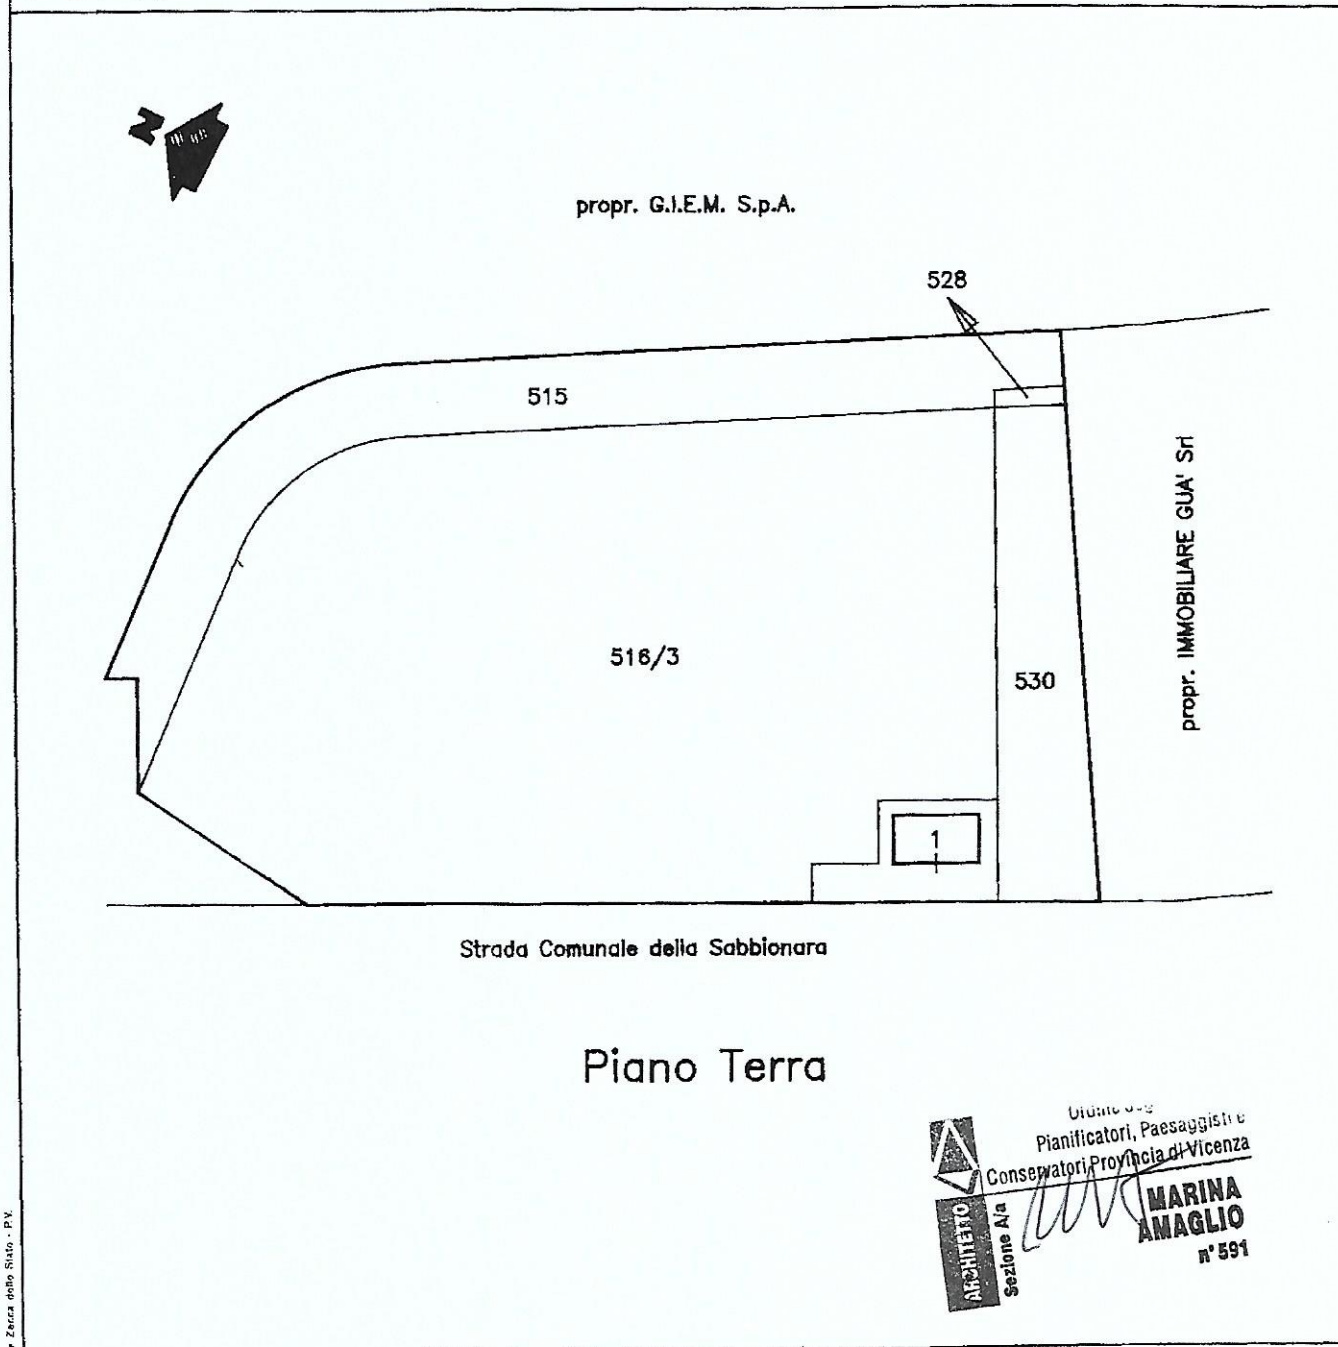 N
propr. G.I.E.M. S.p.A.
528
515
516/3
530
propr. IMMOBILIARE GUA' Srl
1
Strada Comunale della Sabbionara
Piano Terra
Pianificatori, Paesaggisti e
Conservatori Provincia di Vicenza
ARCHITETTO
Sezione A/a
MARINA
AMAGLIO
n° 591
Zecca dello Stato - P.V.